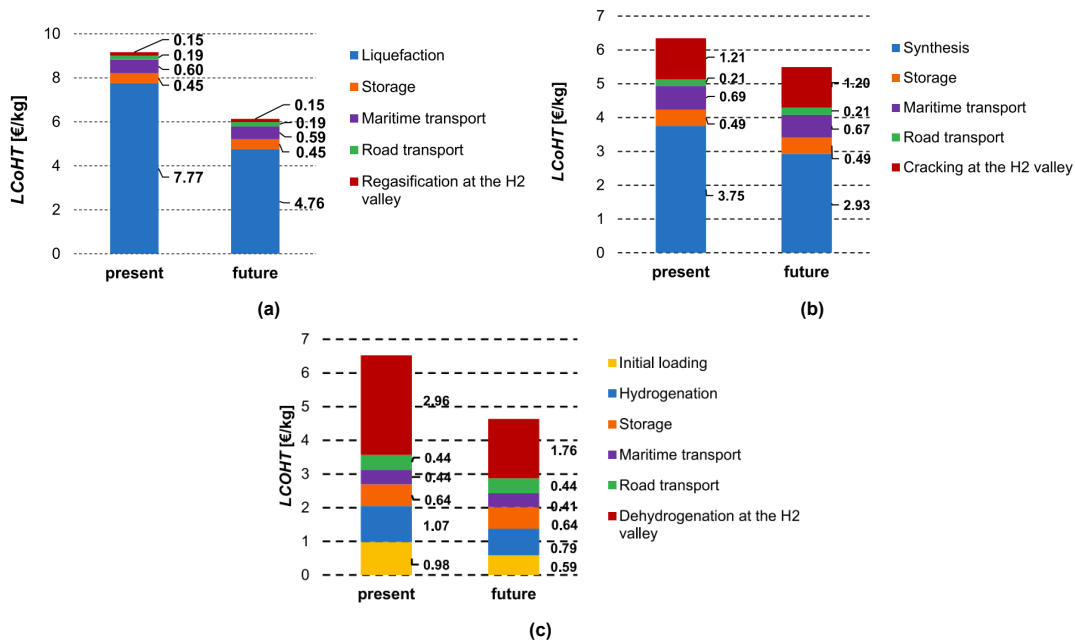 LCoHT [€/kg]
10
8
6
4
2
0
0.15
0.19
0.60
0.45
7.77
0.15
0.19
0.59
0.45
4.76
present
future
Liquefaction
Storage
Maritime transport
Road transport
Regasification at the H2
valley
(a)
LCoHT [€/kg]
7
6
5
4
3
2
1
0
1.21
0.21
0.69
0.49
3.75
1.20
0.21
0.67
0.49
2.93
present
future
Synthesis
Storage
Maritime transport
Road transport
Cracking at the H2 valley
(b)
LCOHT [€/kg]
7
6
5
4
3
2
1
0
2.96
0.44
0.44
0.64
1.07
0.98
1.76
0.44
0.41
0.64
0.79
0.59
present
future
Initial loading
Hydrogenation
Storage
Maritime transport
Road transport
Dehydrogenation at the H2
valley
(c)